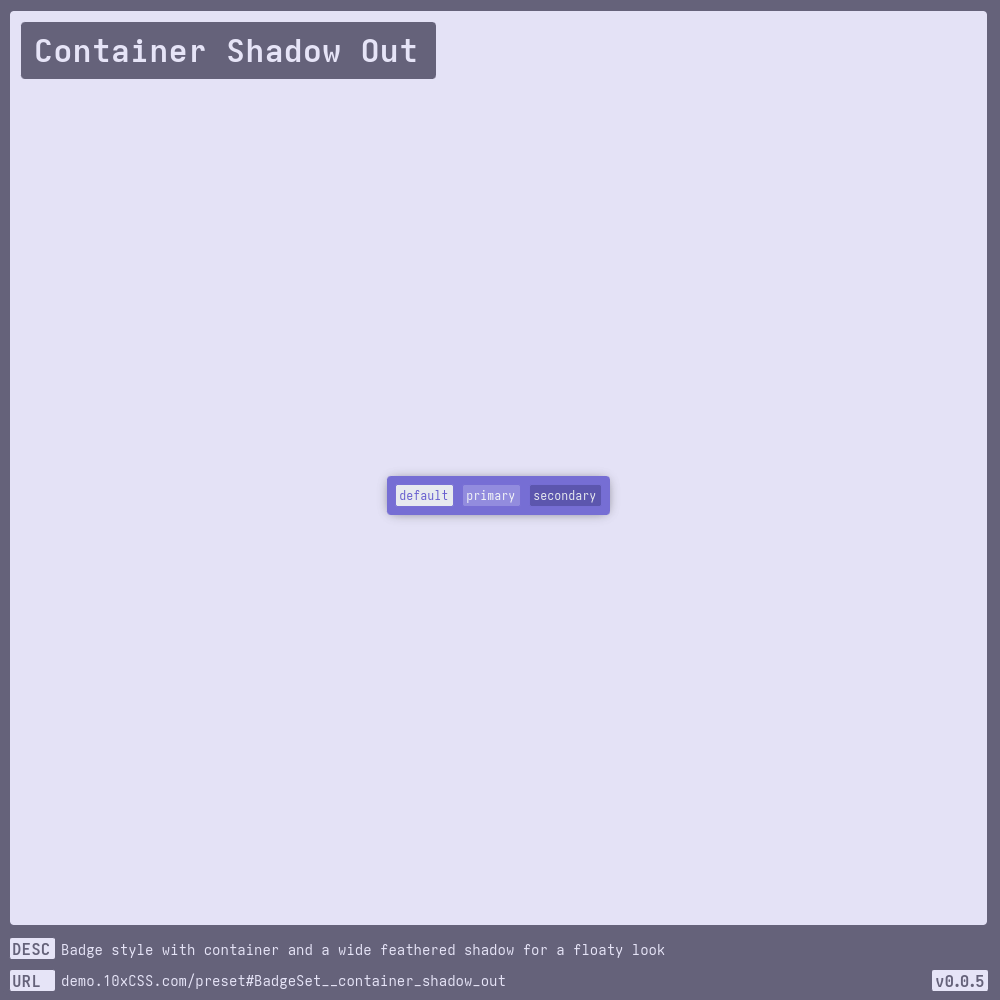 Container Shadow Out
default primary secondary
DESC Badge style with container and a wide feathered shadow for a floaty look
URL demo.10xCSS.com/preset#BadgeSet__container_shadow_out
v0.0.5